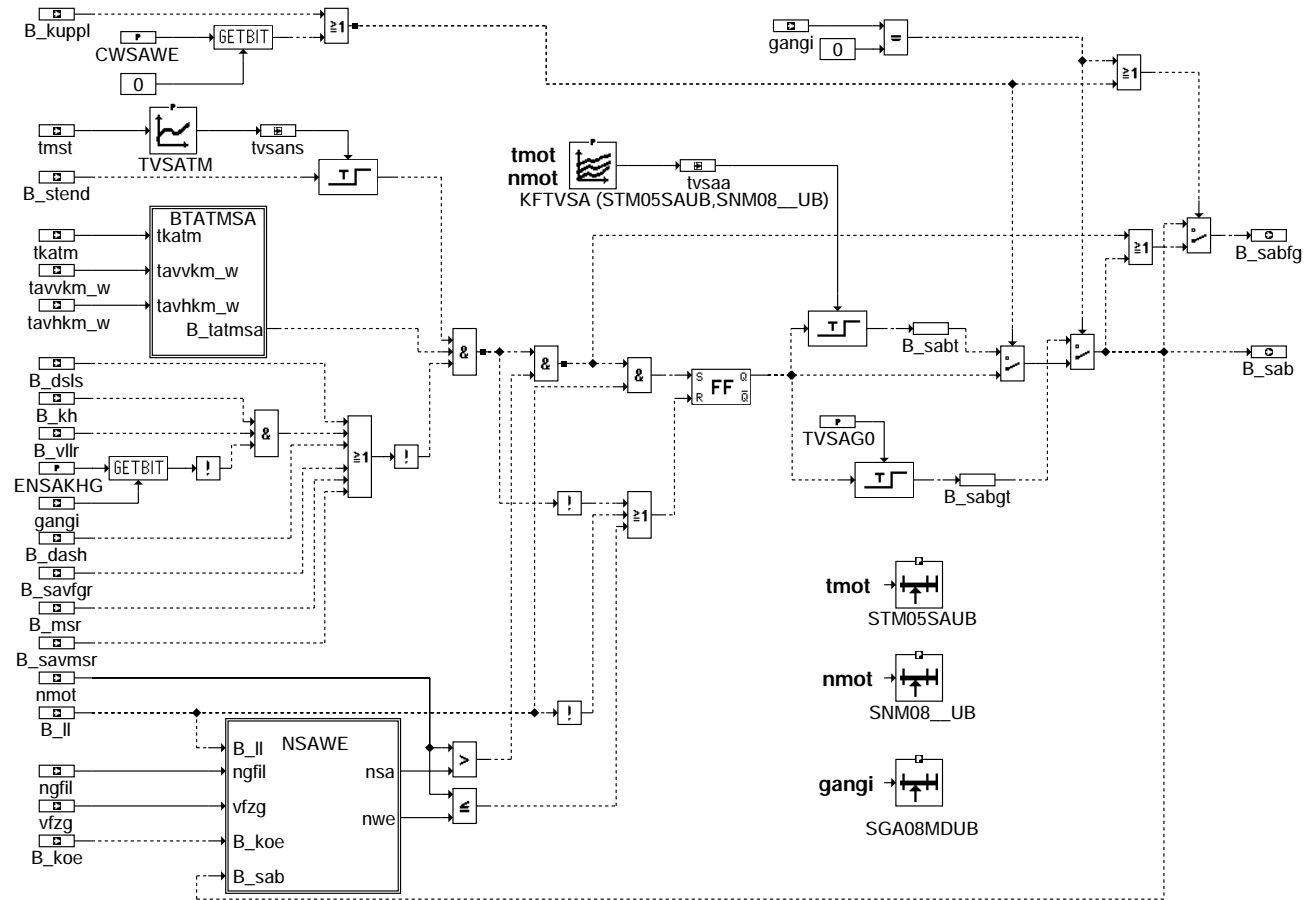 B_kuppl
CWSAWE
GETBIT
0
≧1
gangi
0
=
≧1
tmst
TVSATM
tvsans
B_stend
T
tmot
nmot
KFTVSA (STM05SAUB,SNM08__UB)
tvsaa
BTATMSA
tkatm
tavvkm_w
tavhkm_w
B_tatmsa
tkatm
tavvkm_w
tavhkm_w
≧1
B_sabfg
T
B_sabt
B_sab
&
&
&
S Q
FF
R Q
B_dsls
B_kh
B_vllr
ENSAKHG
GETBIT
!
&
≧1
!
gangi
B_dash
B_savfgr
B_msr
B_savmsr
nmot
B_ll
TVSAG0
T
B_sabgt
!
≧1
!
tmot
STM05SAUB
nmot
SNM08__UB
gangi
SGA08MDUB
NSAWE
B_ll
ngfil
vfzg
B_koe
B_sab
nsa
nwe
>
≦
ngfil
vfzg
B_koe
P
P
P
P
P